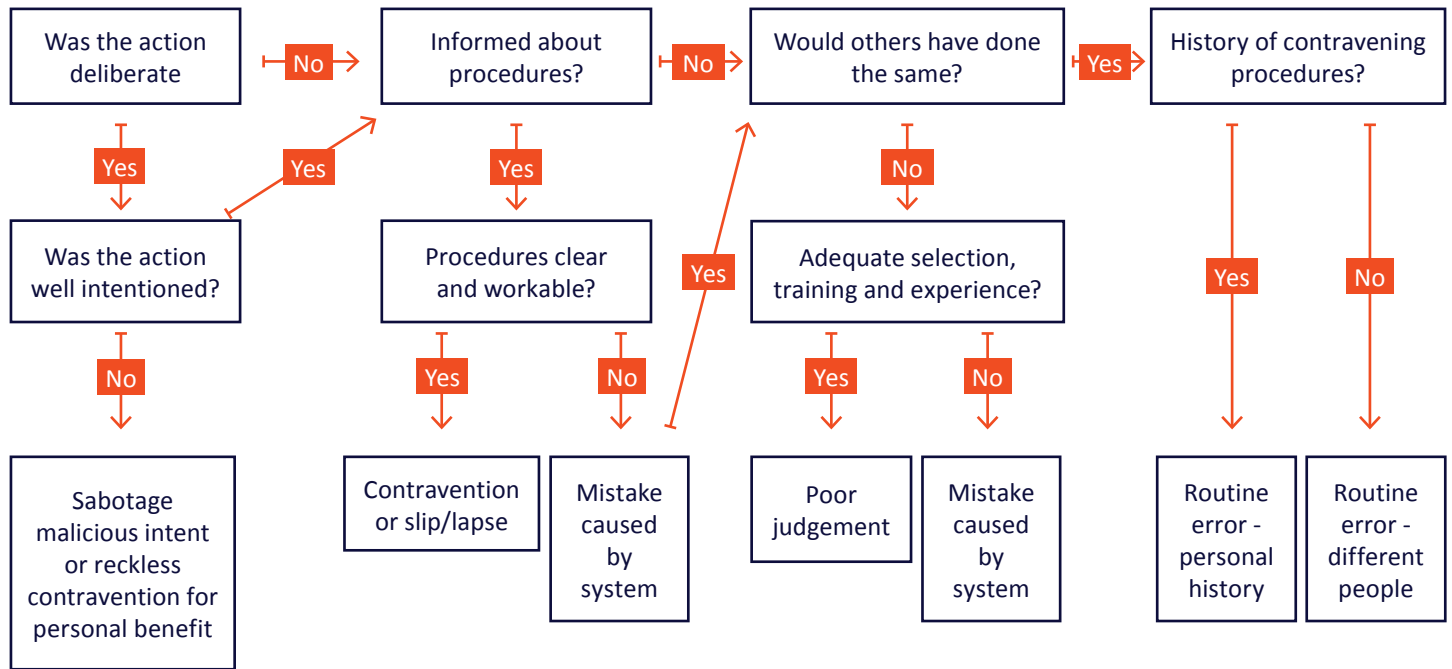 Was the action
deliberate
No
Informed about
procedures?
No
Would others have done
the same?
Yes
History of contravening
procedures?
Yes
Yes
Yes
No
Was the action
well intentioned?
Procedures clear
and workable?
Yes
Adequate selection,
training and experience?
Yes
No
No
Yes
No
Yes
No
Sabotage
malicious intent
or reckless
contravention for
personal benefit
Contravention
or slip/lapse
Mistake
caused
by
system
Poor
judgement
Mistake
caused
by
system
Routine
error -
personal
history
Routine
error -
different
people